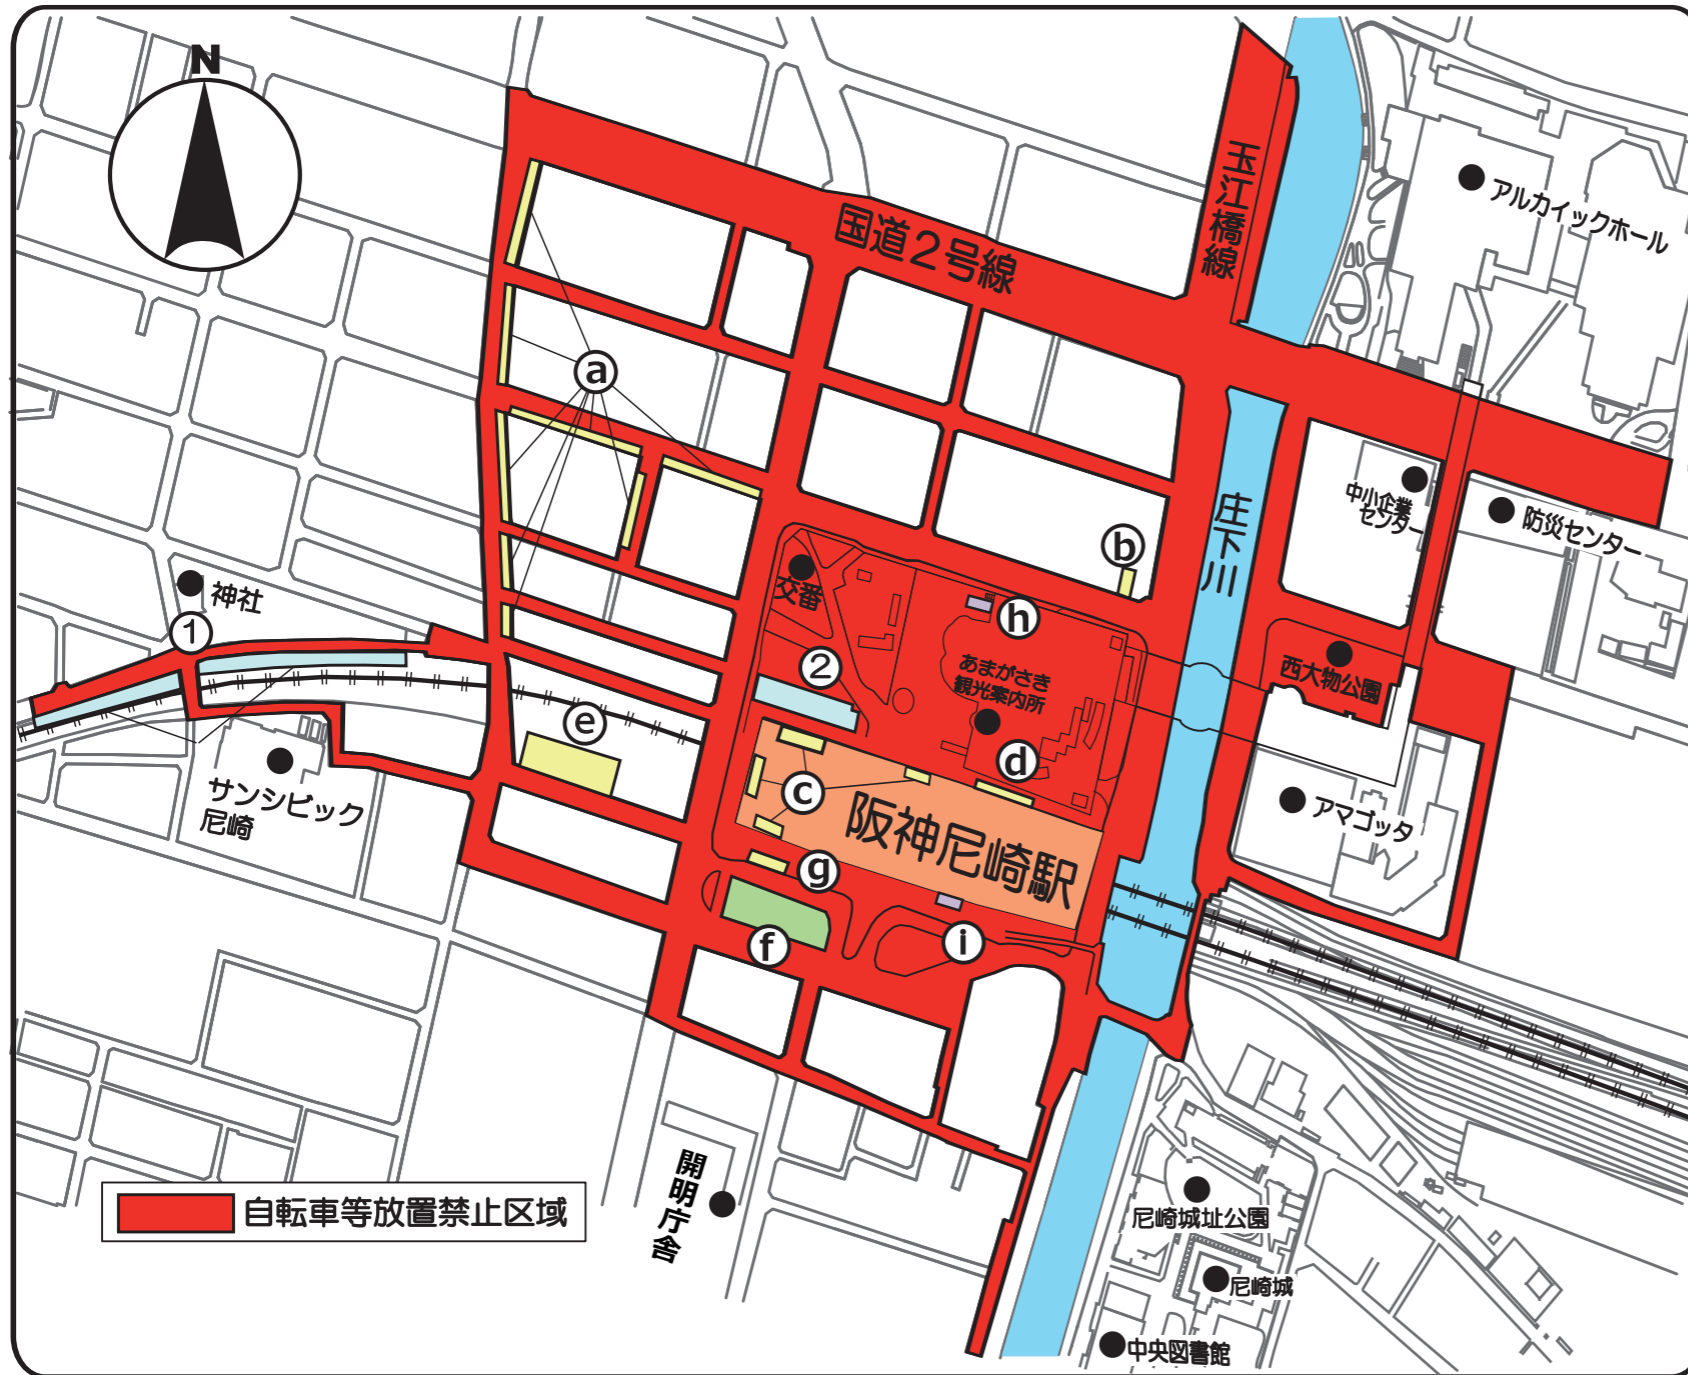 N
玉江橋線
アルカイックホール
国道2号線
ⓐ
中小企業
センター
防災センター
庄下川
ⓑ
交番
神社
①
ⓗ
②
あまがさき
観光案内所
西大物公園
ⓔ
ⓓ
ⓒ
サンシビック
尼崎
阪神尼崎駅
アマゴッタ
ⓖ
ⓕ
ⓘ
開明庁舎
自転車等放置禁止区域
尼崎城址公園
尼崎城
中央図書館